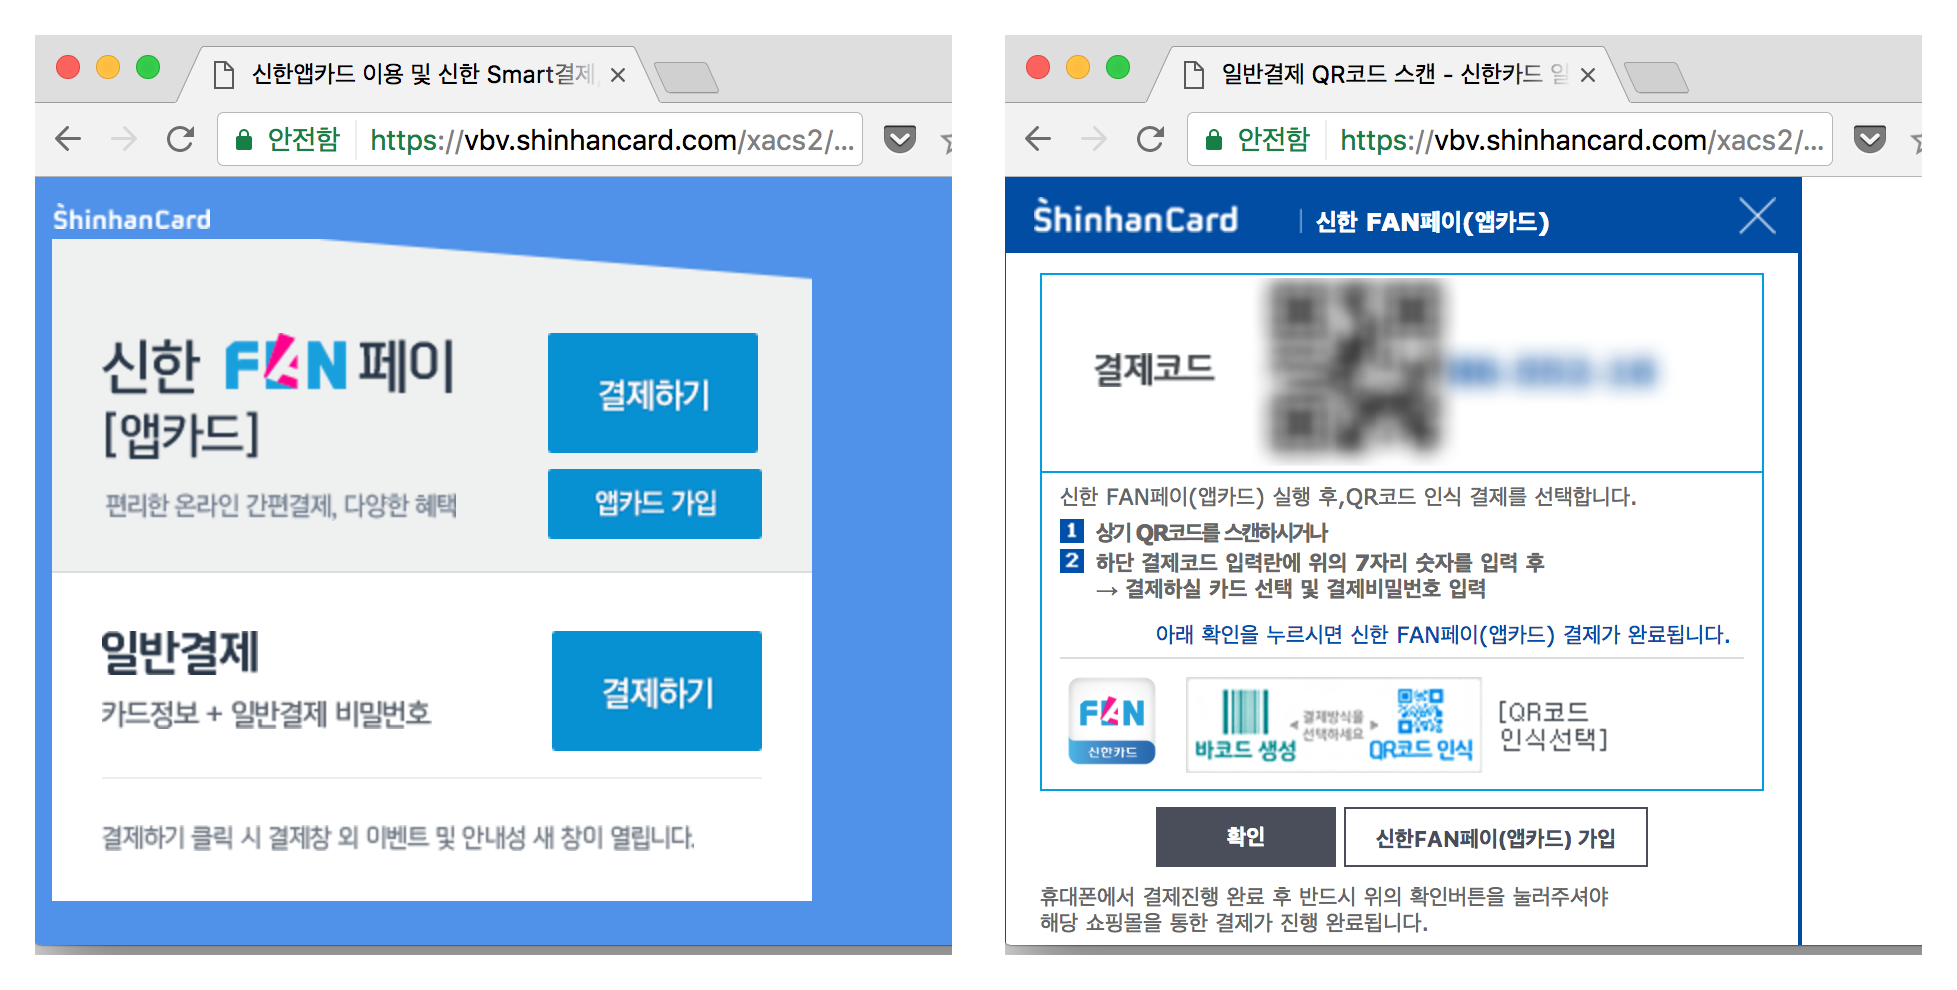 신한앱카드 이용 및 신한 Smart결제
안전함 https://vbv.shinhancard.com/xacs2/...
ShinhanCard
신한 FAN 페이
[앱카드]
편리한 온라인 간편결제, 다양한 혜택
결제하기
앱카드 가입
일반결제
카드정보 + 일반결제 비밀번호
결제하기
결제하기 클릭 시 결제창 외 이벤트 및 안내성 새 창이 열립니다.
일반결제 QR코드 스캔 - 신한카드 일
안전함 https://vbv.shinhancard.com/xacs2/...
ShinhanCard | 신한 FAN페이(앱카드)
결제코드
신한 FAN페이(앱카드) 실행 후,QR코드 인식 결제를 선택합니다.
1 상기 QR코드를 스캔하시거나
2 하단 결제코드 입력란에 위의 7자리 숫자를 입력 후
→ 결제하실 카드 선택 및 결제비밀번호 입력
아래 확인을 누르시면 신한 FAN페이(앱카드) 결제가 완료됩니다.
FAN
신한카드
바코드 생성
결제방식을
선택하세요
QR코드 인식
[QR코드
인식선택]
확인
신한FAN페이(앱카드) 가입
휴대폰에서 결제진행 완료 후 반드시 위의 확인버튼을 눌러주셔야
해당 쇼핑몰을 통한 결제가 진행 완료됩니다.